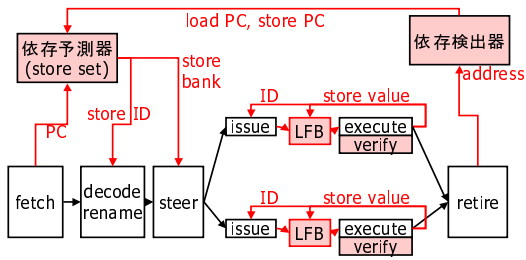 load PC, store PC
依存予測器
(store set)
依存検出器
store
bank
address
PC
store ID
ID
store value
issue
LFB
execute
verify
fetch
decode
rename
steer
retire
ID
store value
issue
LFB
execute
verify